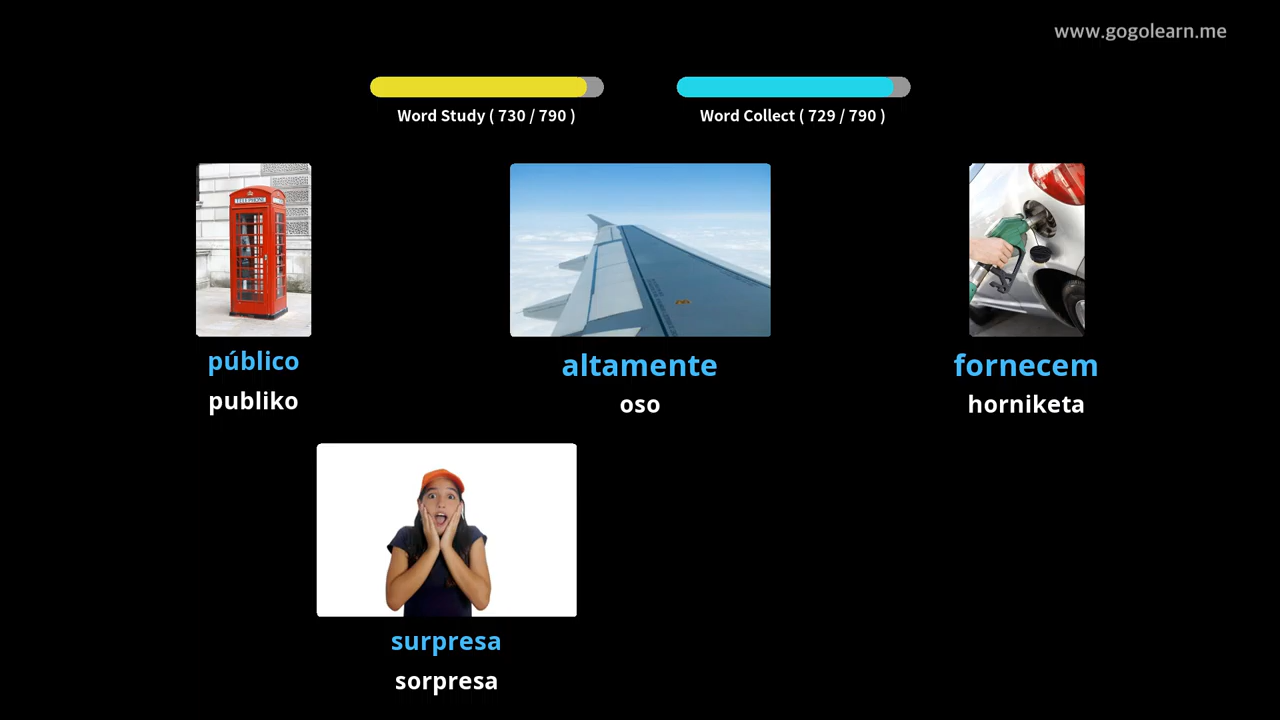 www.gogolearn.me
Word Study ( 730 / 790 )
Word Collect ( 729 / 790 )
TELEPHONE
público
altamente
fornecem
publiko
oso
horniketa
surpresa
sorpresa